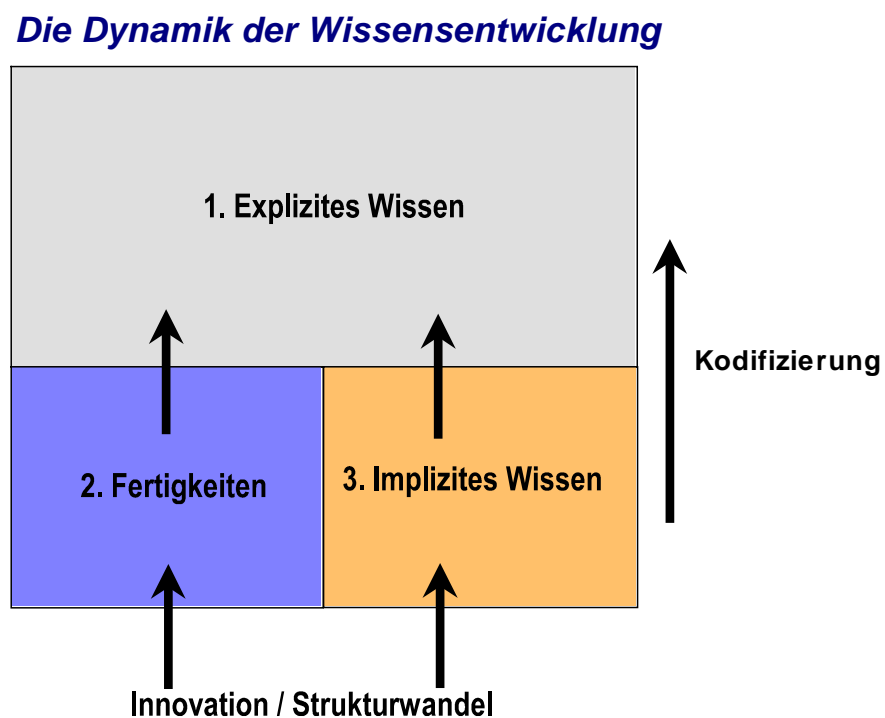 Die Dynamik der Wissensentwicklung
1. Explizites Wissen
Kodifizierung
2. Fertigkeiten
3. Implizites Wissen
Innovation / Strukturwandel